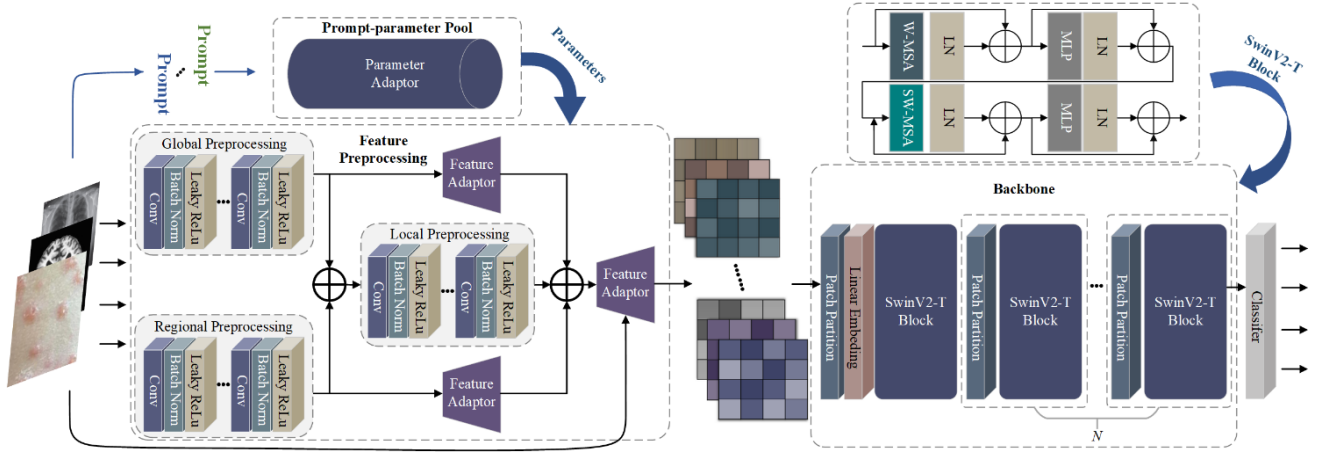 Prompt
Prompt
Prompt-parameter Pool
Parameter
Adaptor
Parameters
Global Preprocessing
Conv
Batch Norm
Leaky ReLu
Conv
Batch Norm
Leaky ReLu
Feature
Preprocessing
Feature
Adaptor
Local Preprocessing
Conv
Batch Norm
Leaky ReLU
Conv
Batch Norm
Leaky ReLU
Feature
Adaptor
Regional Preprocessing
Conv
Batch Norm
Leaky ReLu
Conv
Batch Norm
Leaky ReLu
Feature
Adaptor
W-MSA
LN
MLP
LN
SW-MSA
LN
MLP
LN
SwinV2-T
Block
Backbone
Patch Partition
Linear Embeding
SwinV2-T
Block
Patch Partition
SwinV2-T
Block
Patch Partition
SwinV2-T
Block
N
Classifer